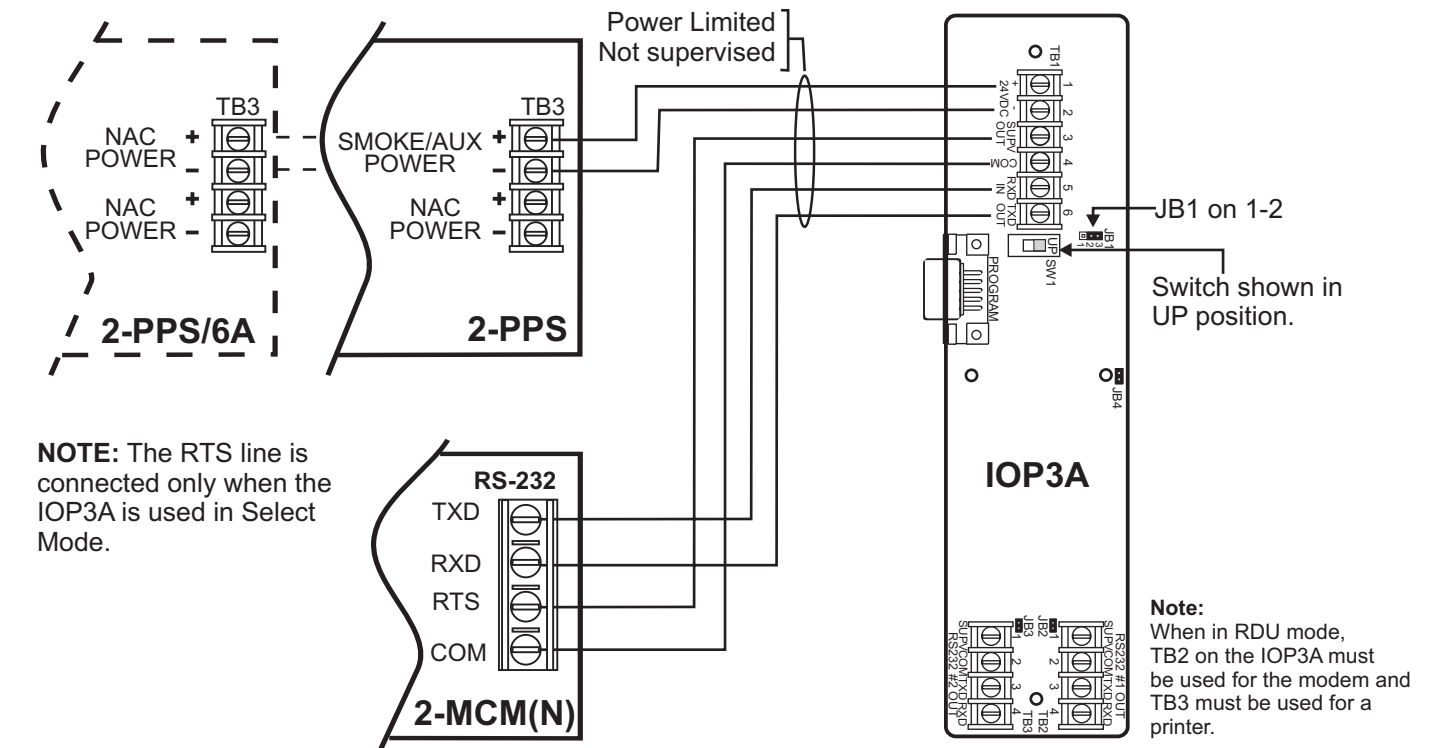 Power Limited
Not supervised
TB3
NAC
POWER
+
-
NAC
POWER
+
-
2-PPS/6A
TB3
SMOKE/AUX
POWER
+
-
NAC
POWER
+
-
2-PPS
TB1
+
24VDC
-
SUPV
OUT
COM
RXD
IN
TXD
OUT
1
2
3
4
5
6
JB1 on 1-2
JB1
1 2 3
UP
SW1
Switch shown in
UP position.
PROGRAM
JB4
IOP3A
NOTE: The RTS line is
connected only when the
IOP3A is used in Select
Mode.
RS-232
TXD
RXD
RTS
COM
2-MCM(N)
JB3
JB2
SUPV COM TXD RXD
RS232 #2 OUT
1
2
3
4
TB3
TB2
1
2
3
4
SUPV COM TXD RXD
RS232 #1 OUT
Note:
When in RDU mode,
TB2 on the IOP3A must
be used for the modem and
TB3 must be used for a
printer.